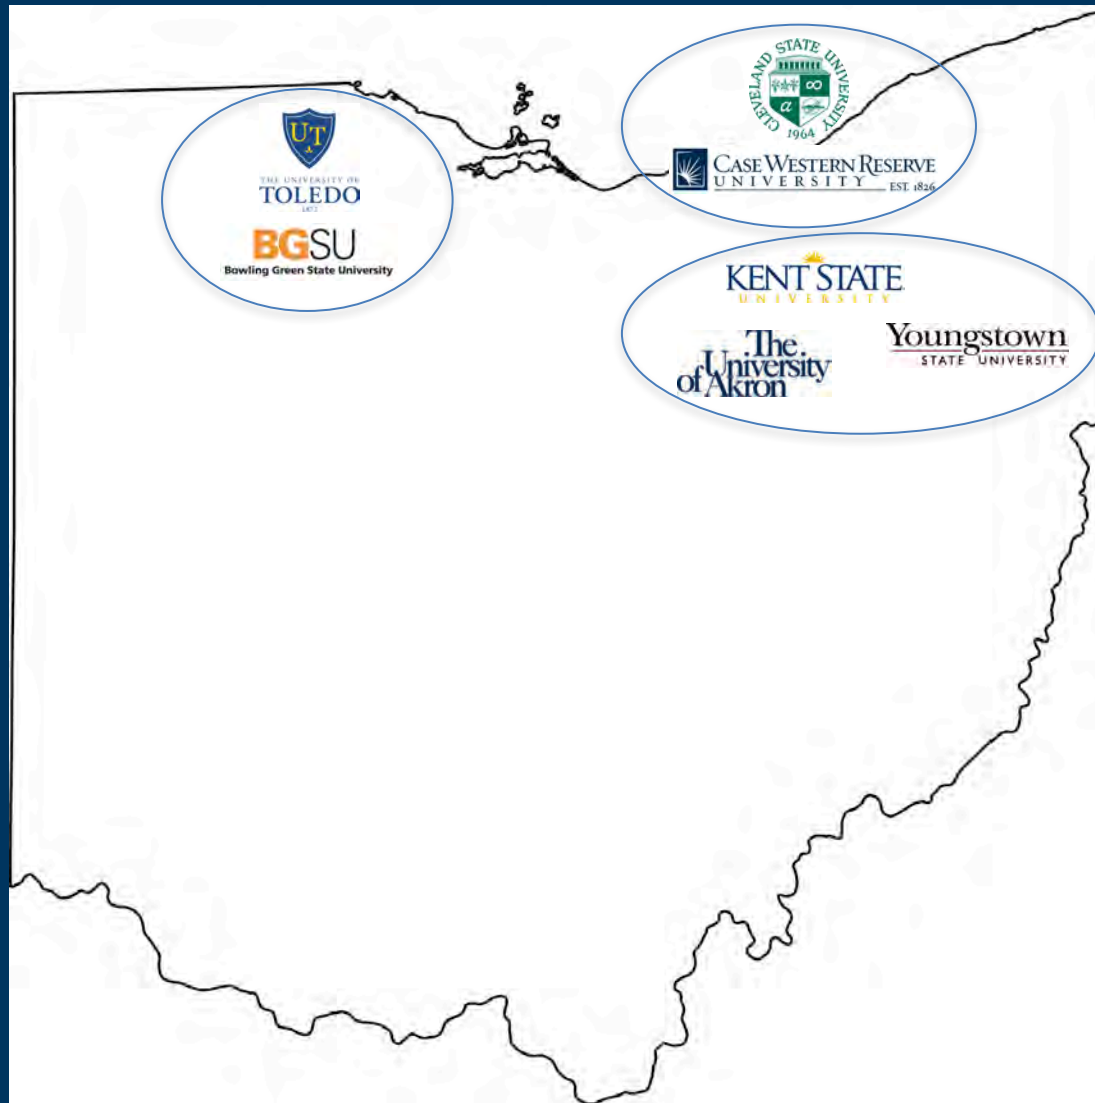 UT
THE UNIVERSITY OF
TOLEDO
1872
BGSU
Bowling Green State University
CLEVELAND STATE UNIVERSITY
∞
α
1964
CASE WESTERN RESERVE
UNIVERSITY EST. 1826
KENT STATE
UNIVERSITY
The
University
of Akron
Youngstown
STATE UNIVERSITY